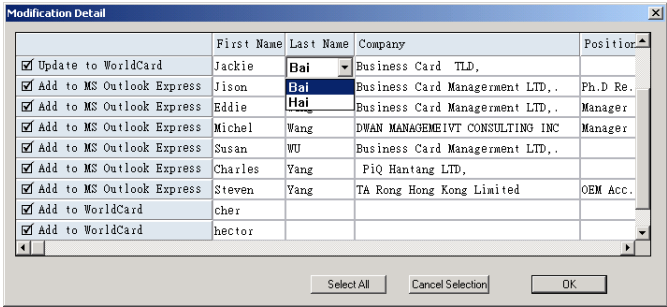 Modification Detail
First Name Last Name Company Position
Update to WorldCard Jackie Bai Business Card TLD,
Add to MS Outlook Express Jison Bai Business Card Managerment LTD,. Ph.D Re.
Add to MS Outlook Express Eddie Hai Business Card Managerment LTD,. Manager
Add to MS Outlook Express Michel Wang DWAN MANAGEMEIVT CONSULTING INC Manager
Add to MS Outlook Express Susan WU Business Card Managerment LTD,.
Add to MS Outlook Express Charles Yang PiQ Hantang LTD,
Add to MS Outlook Express Steven Yang TA Rong Hong Kong Limited OEM Acc.
Add to WorldCard cher
Add to WorldCard hector
Select All Cancel Selection OK